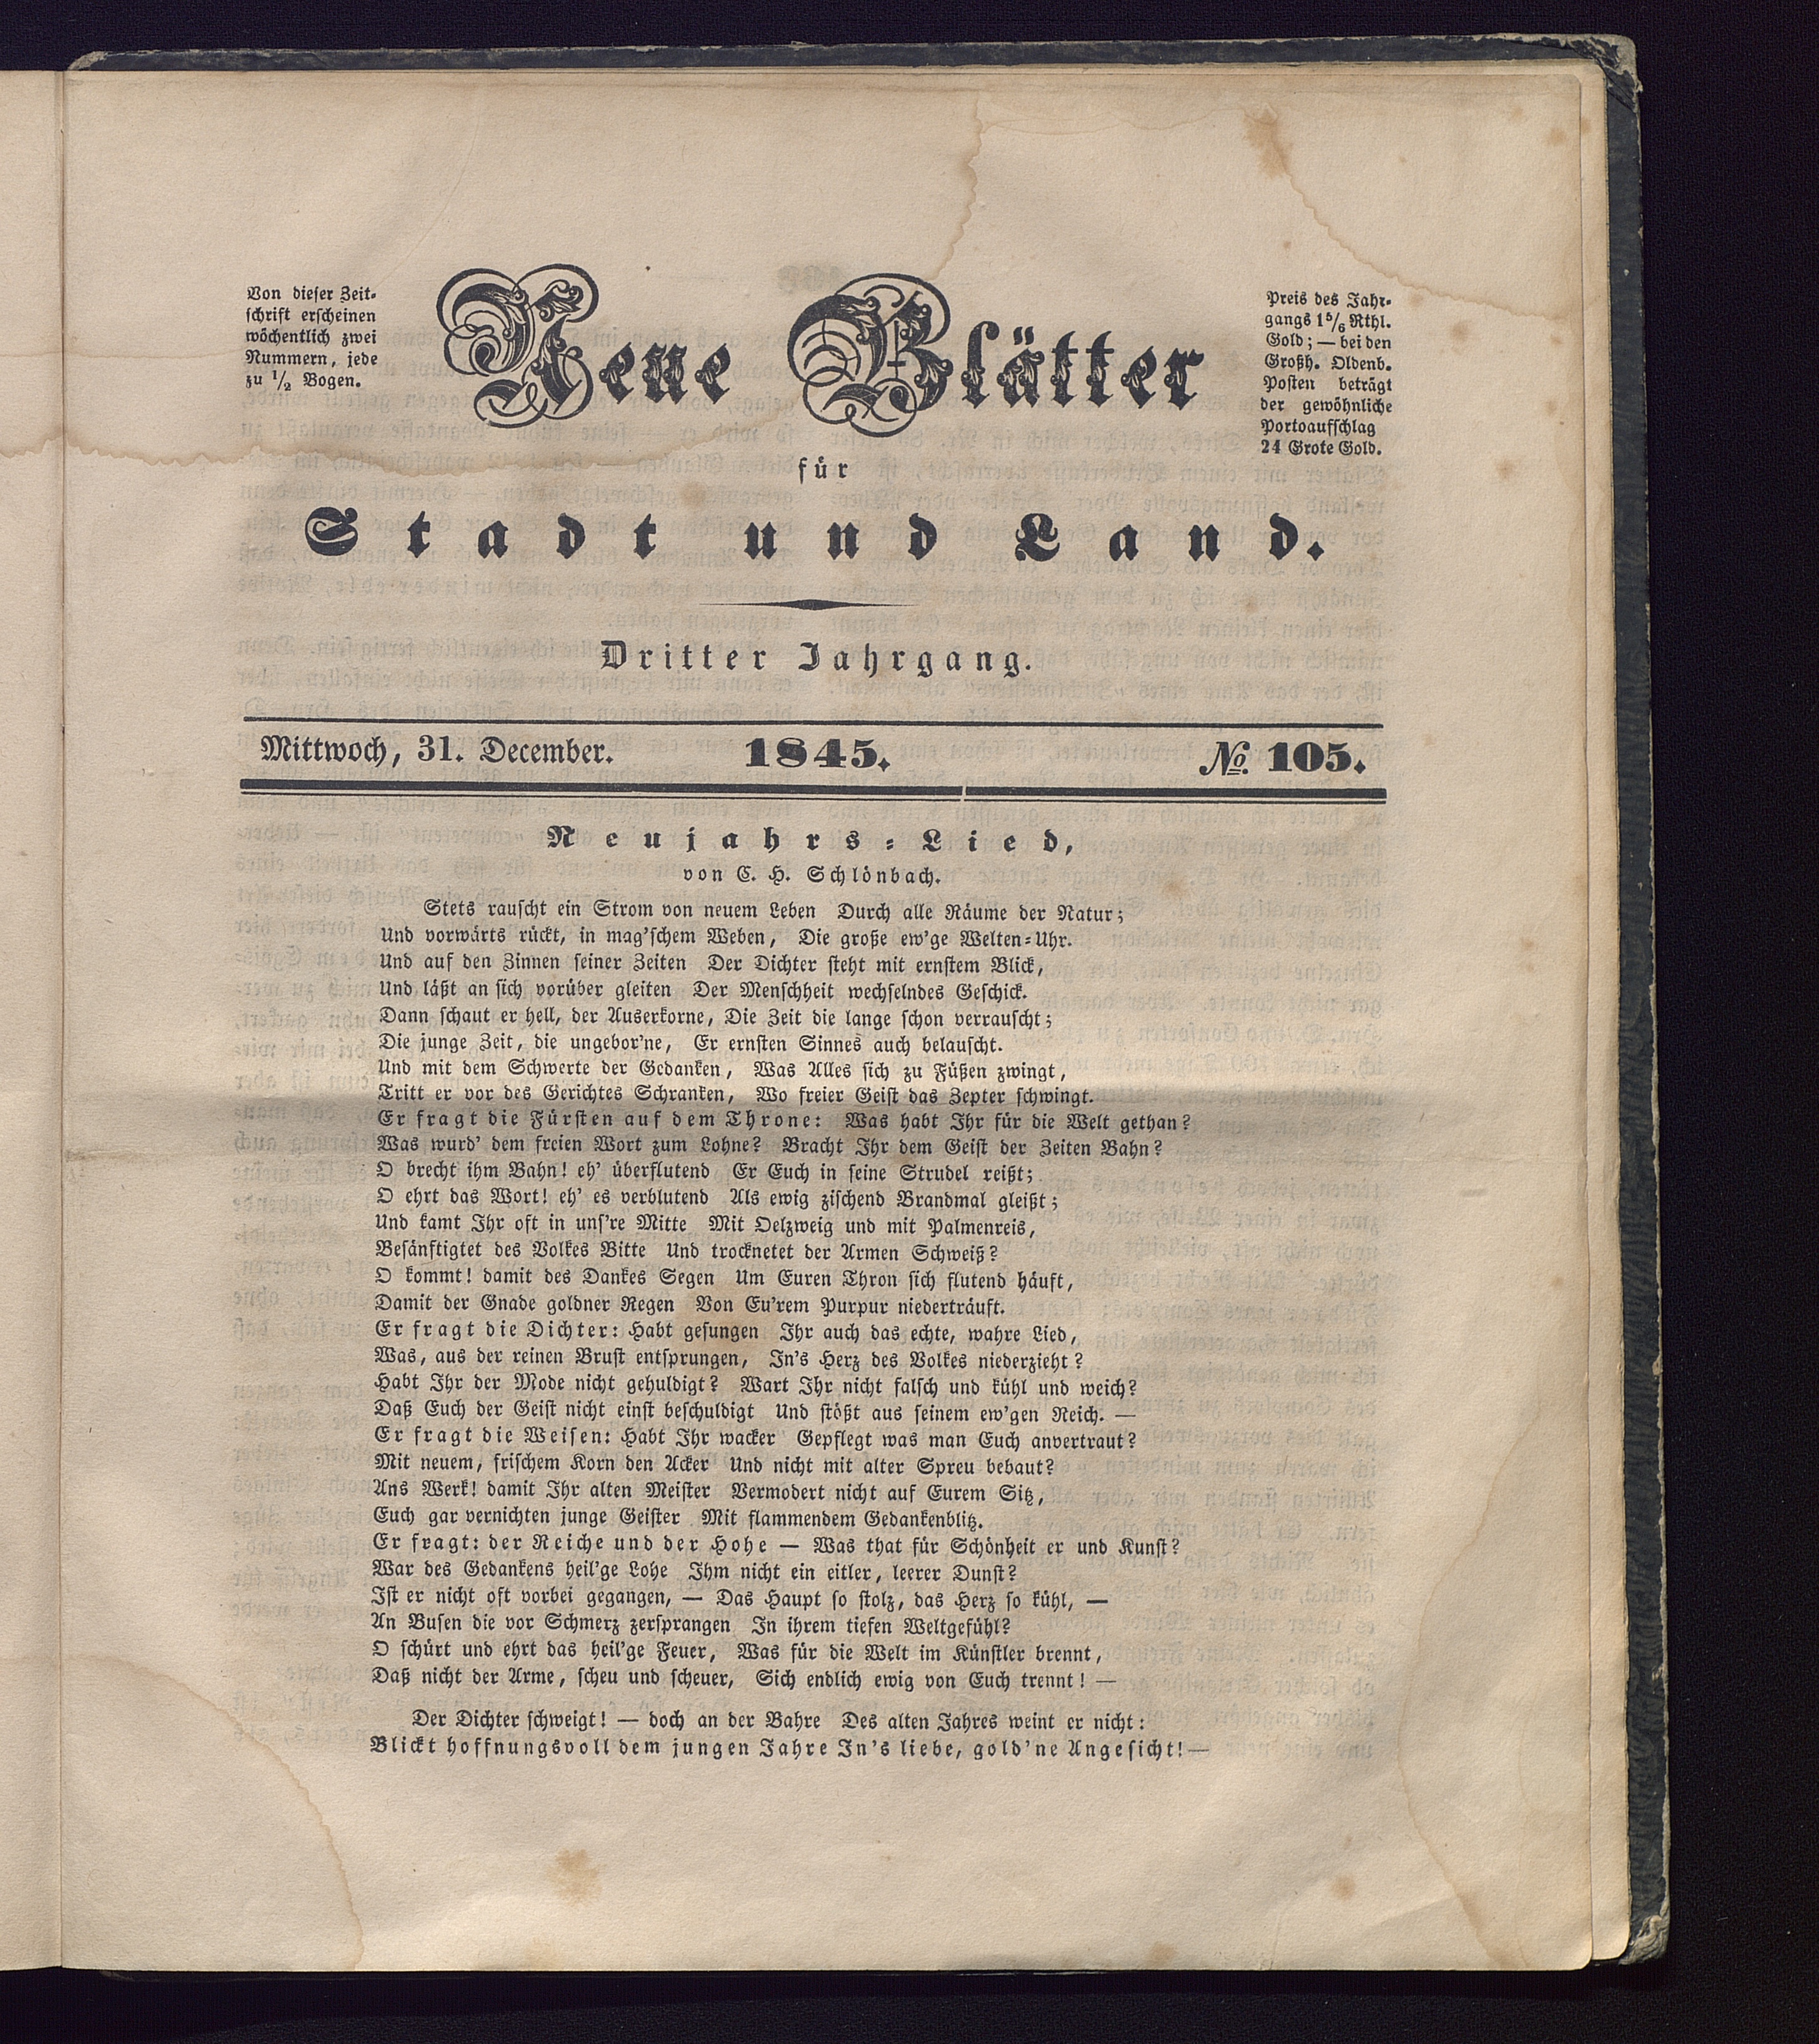 Von dieser Zeit-
schrift erscheinen
wöchentlich zwei
Nummern, jede
zu 1/2 Bogen.
Neue Blätter
Preis des Jahr-
gangs 1 5/6 Rthl.
Gold; — bei den
Großh. Oldenb.
Posten beträgt
der gewöhnliche
Portoaufschlag
24 Grote Gold.
für
Stadt und Land.
Dritter Jahrgang.
Mittwoch, 31. December. 1845. No. 105.
Neujahrs-Lied,
von C. H. Schlönbach.
Stets rauscht ein Strom von neuem Leben Durch alle Räume der Natur;
Und vorwärts rückt, in mag'schem Weben, Die große ew'ge Welten-Uhr.
Und auf den Zinnen seiner Zeiten Der Dichter steht mit ernstem Blick,
Und läßt an sich vorüber gleiten Der Menschheit wechselndes Geschick.
Dann schaut er hell, der Auserkorne, Die Zeit die lange schon verrauscht;
Die junge Zeit, die ungebor'ne, Er ernsten Sinnes auch belauscht.
Und mit dem Schwerte der Gedanken, Was Alles sich zu Füßen zwingt,
Tritt er vor des Gerichtes Schranken, Wo freier Geist das Zepter schwingt.
Er fragt die Fürsten auf dem Throne: Was habt Ihr für die Welt gethan?
Was wurd' dem freien Wort zum Lohne? Bracht Ihr dem Geist der Zeiten Bahn?
O brecht ihm Bahn! eh' überflutend Er Euch in seine Strudel reißt;
O ehrt das Wort! eh' es verblutend Als ewig zischend Brandmal gleißt;
Und kamt Ihr oft in uns're Mitte Mit Oelzweig und mit Palmenreis,
Besänftigtet des Volkes Bitte Und trocknetet der Armen Schweiß?
O kommt! damit des Dankes Segen Um Euren Thron sich flutend häuft,
Damit der Gnade goldner Regen Von Eu'rem Purpur niederträuft.
Er fragt die Dichter: Habt gesungen Ihr auch das echte, wahre Lied,
Was, aus der reinen Brust entsprungen, In's Herz des Volkes niederzieht?
Habt Ihr der Mode nicht gehuldigt? Wart Ihr nicht falsch und kühl und weich?
Daß Euch der Geist nicht einst beschuldigt Und stößt aus seinem ew'gen Reich. —
Er fragt die Weisen: Habt Ihr wacker Gepflegt was man Euch anvertraut?
Mit neuem, frischem Korn den Acker Und nicht mit alter Spreu bebaut?
Ans Werk! damit Ihr alten Meister Vermodert nicht auf Eurem Sitz,
Euch gar vernichten junge Geister Mit flammendem Gedankenblitz.
Er fragt: der Reiche und der Hohe — Was that für Schönheit er und Kunst?
War des Gedankens heil'ge Lohe Ihm nicht ein eitler, leerer Dunst?
Ist er nicht oft vorbei gegangen, — Das Haupt so stolz, das Herz so kühl, —
An Busen die vor Schmerz zersprangen In ihrem tiefen Weltgefühl?
O schürt und ehrt das heil'ge Feuer, Was für die Welt im Künstler brennt,
Daß nicht der Arme, scheu und scheuer, Sich endlich ewig von Euch trennt! —
Der Dichter schweigt! — doch an der Bahre Des alten Jahres weint er nicht:
Blickt hoffnungsvoll dem jungen Jahre In's liebe, gold'ne Angesicht! —